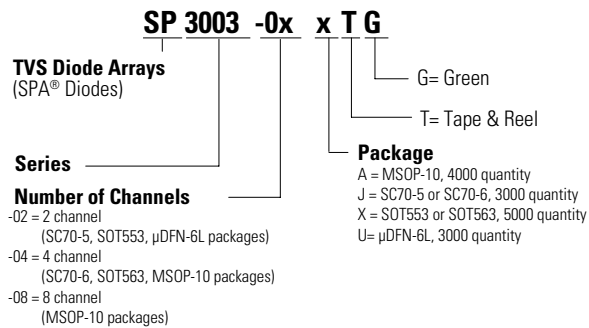 SP 3003 -0x x T G
TVS Diode Arrays
(SPA® Diodes)
G= Green
T= Tape & Reel
Series
Number of Channels
-02 = 2 channel
(SC70-5, SOT553, µDFN-6L packages)
-04 = 4 channel
(SC70-6, SOT563, MSOP-10 packages)
-08 = 8 channel
(MSOP-10 packages)
Package
A = MSOP-10, 4000 quantity
J = SC70-5 or SC70-6, 3000 quantity
X = SOT553 or SOT563, 5000 quantity
U= µDFN-6L, 3000 quantity